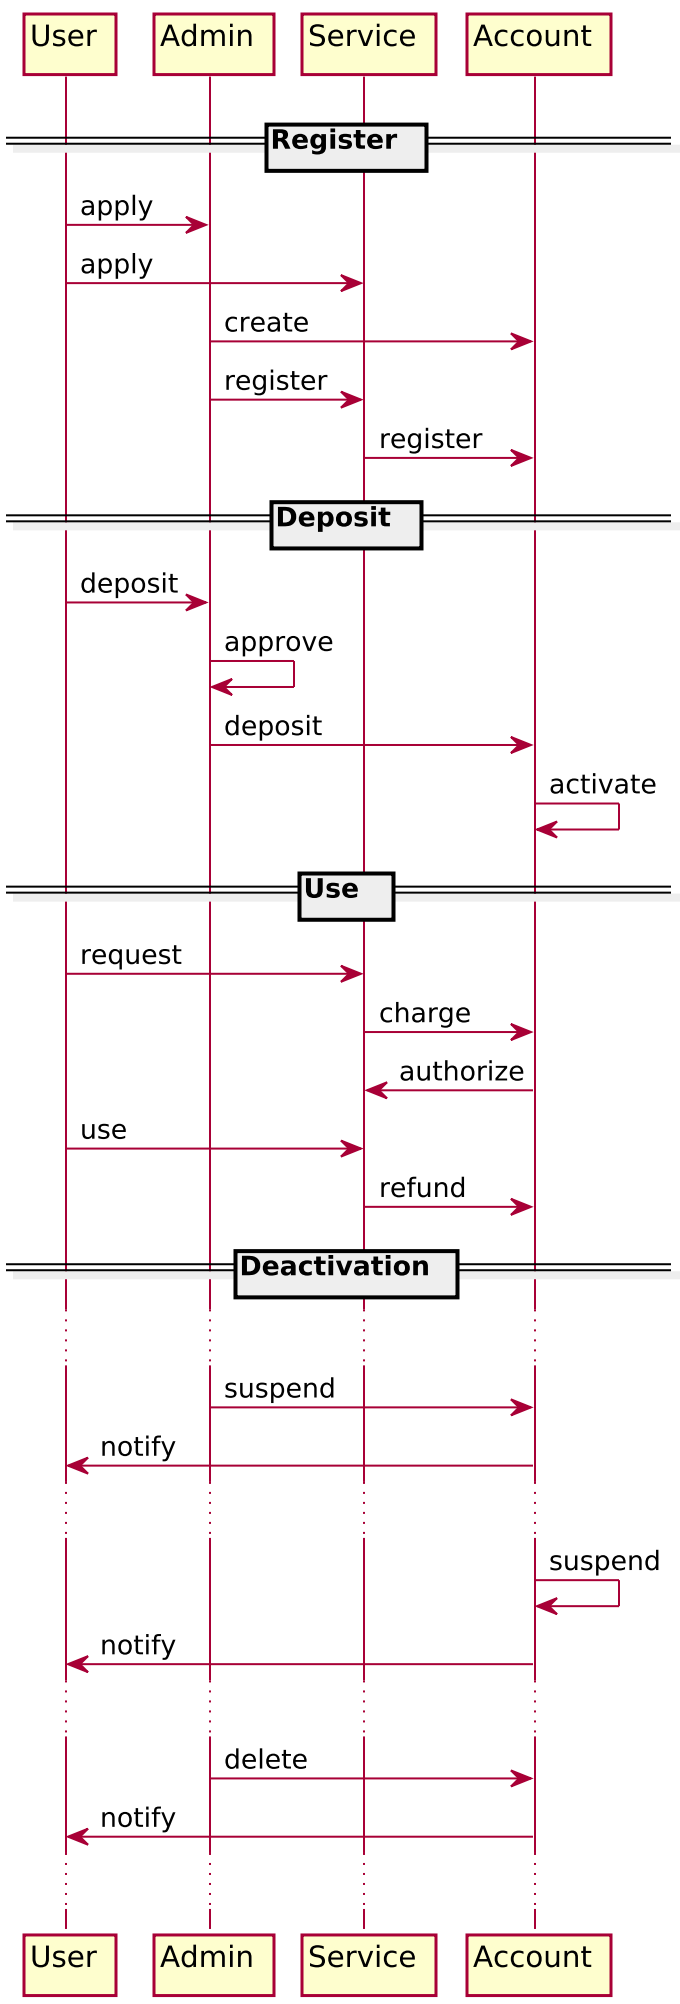 User Admin Service Account
Register
apply
apply
create
register
register
Deposit
deposit
approve
deposit
activate
Use
request
charge
authorize
use
refund
Deactivation
suspend
notify
suspend
notify
delete
notify
User Admin Service Account